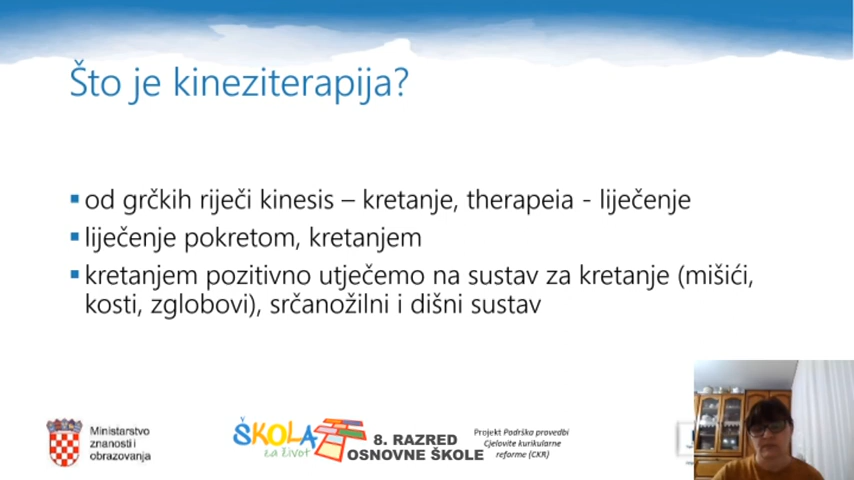 Što je kineziterapija?
od grčkih riječi kinesis – kretanje, therapeia - liječenje
liječenje pokretom, kretanjem
kretanjem pozitivno utječemo na sustav za kretanje (mišići,
kosti, zglobovi), srčanožilni i dišni sustav
Ministarstvo
znanosti i
obrazovanja
ŠKOLA
za život
8. RAZRED
OSNOVNE ŠKOLE
Projekt Podrška provedbi
Cjelovite kurikularne
reforme (CKR)